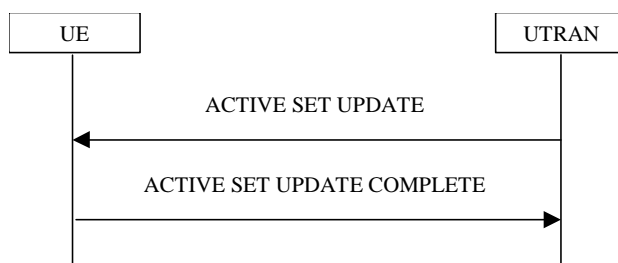 UE
UTRAN
ACTIVE SET UPDATE
ACTIVE SET UPDATE COMPLETE